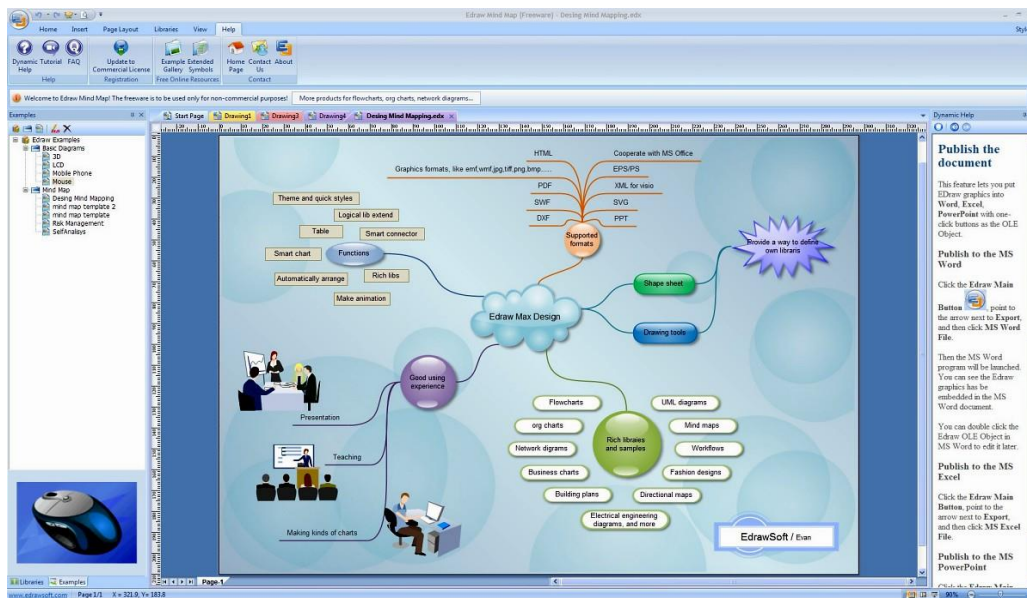 Edraw Mind Map (Freeware) - Desing Mind Mapping.edx
Home Insert Page Layout Libraries View Help
Style
Dynamic Help
Tutorial
FAQ
Update to Commercial License
Example Gallery
Extended Symbols
Home Page
Contact Us
About
Help Registration Free Online Resources Contact
Welcome to Edraw Mind Map! The freeware is to be used only for non-commercial purposes!
More products for flowcharts, org charts, network diagrams...
Examples
Edraw Examples
Basic Diagrams
3D
LCD
Mobile Phone
Mouse
Mind Map
Desing Mind Mapping
mind map template 2
mind map template
Risk Management
SelfAnalays
Libraries Examples
Start Page Drawing1 Drawing3 Drawing4 Desing Mind Mapping.edx
HTML
Graphics formats, like emf,wmf,jpg,tiff,png,bmp.....
PDF
SWF
DXF
Cooperate with MS Office
EPS/PS
XML for visio
SVG
PPT
Supported
formats
Theme and quick styles
Logical lib extend
Table
Smart connector
Smart chart
Functions
Automatically arrange
Rich libs
Make animation
Provide a way to define
own libraris
Shape sheet
Drawing tools
Edraw Max Design
Good using
experience
Presentation
Teaching
Making kinds of charts
Rich libraies
and samples
Flowcharts
org charts
Network digrams
Business charts
Building plans
Electrical engineering
diagrams, and more
UML diagrams
Mind maps
Workflows
Fashion designs
Directional maps
EdrawSoft / Evan
Page-1
Dynamic Help
Publish the
document
This feature lets you put
EDraw graphics into
Word, Excel,
PowerPoint with one-
click buttons as the OLE
Object.
Publish to the MS
Word
Click the Edraw Main
Button , point to
the arrow next to Export,
and then click MS Word
File.
Then the MS Word
program will be launched.
You can see the Edraw
graphics has be
embedded in the MS
Word document.
You can double click the
Edraw OLE Object in
MS Word to edit it later.
Publish to the MS
Excel
Click the Edraw Main
Button, point to the
arrow next to Export,
and then click MS Excel
File.
Publish to the MS
PowerPoint
www.edrawsoft.com Page 1/1 X = 321.9, Y= 183.8
90%